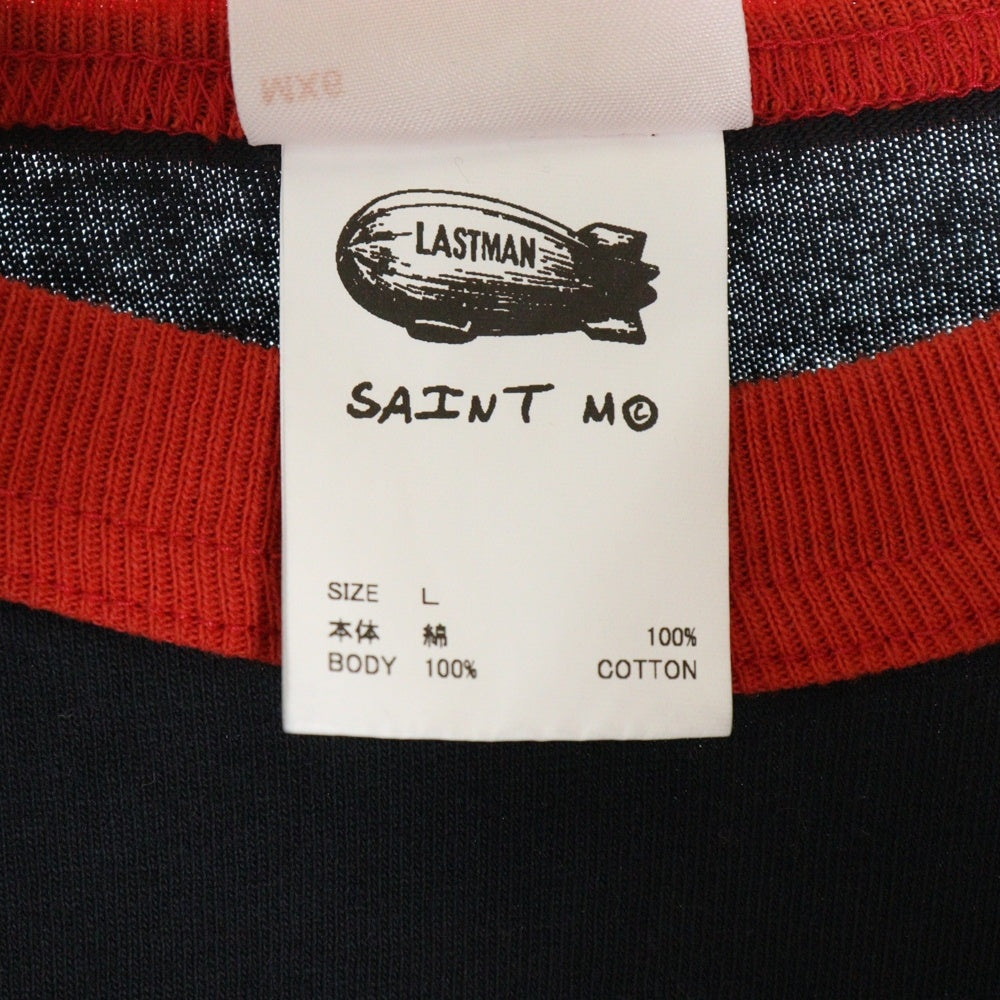 LASTMAN
SAINT M©
SIZE L
本体 綿 100%
BODY 100% COTTON